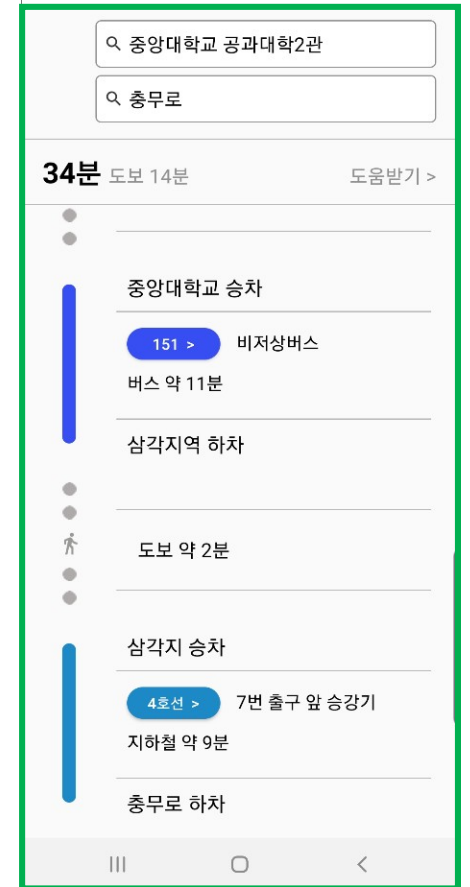 중앙대학교 공과대학2관
충무로
34분 도보 14분 도움받기 >
중앙대학교 승차
151 > 비저상버스
버스 약 11분
삼각지역 하차
도보 약 2분
삼각지 승차
4호선 > 7번 출구 앞 승강기
지하철 약 9분
충무로 하차